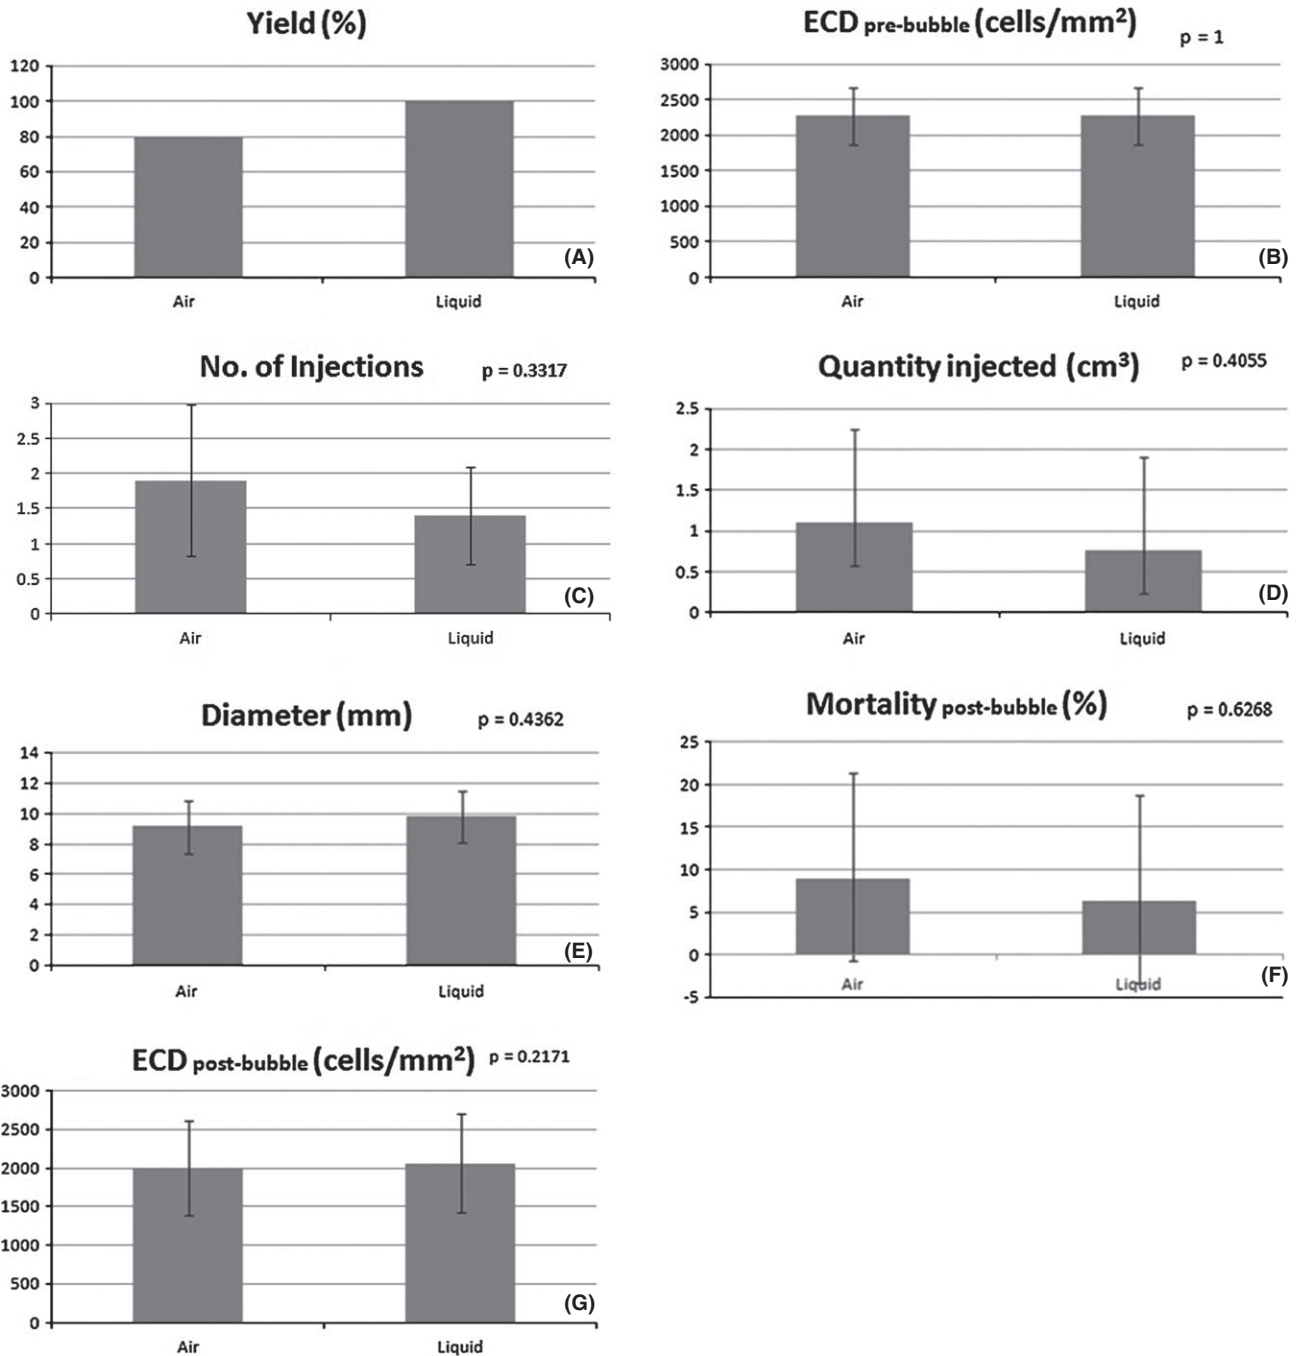 Yield (%)
120
100
80
60
40
20
0
Air Liquid
(A)
ECD pre-bubble (cells/mm²)
p = 1
3000
2500
2000
1500
1000
500
0
Air Liquid
(B)
No. of Injections
p = 0.3317
3
2.5
2
1.5
1
0.5
0
Air Liquid
(C)
Quantity injected (cm³)
p = 0.4055
2.5
2
1.5
1
0.5
0
Air Liquid
(D)
Diameter (mm)
p = 0.4362
14
12
10
8
6
4
2
0
Air Liquid
(E)
Mortality post-bubble (%)
p = 0.6268
25
20
15
10
5
0
-5
Air Liquid
(F)
ECD post-bubble (cells/mm²)
p = 0.2171
3000
2500
2000
1500
1000
500
0
Air Liquid
(G)